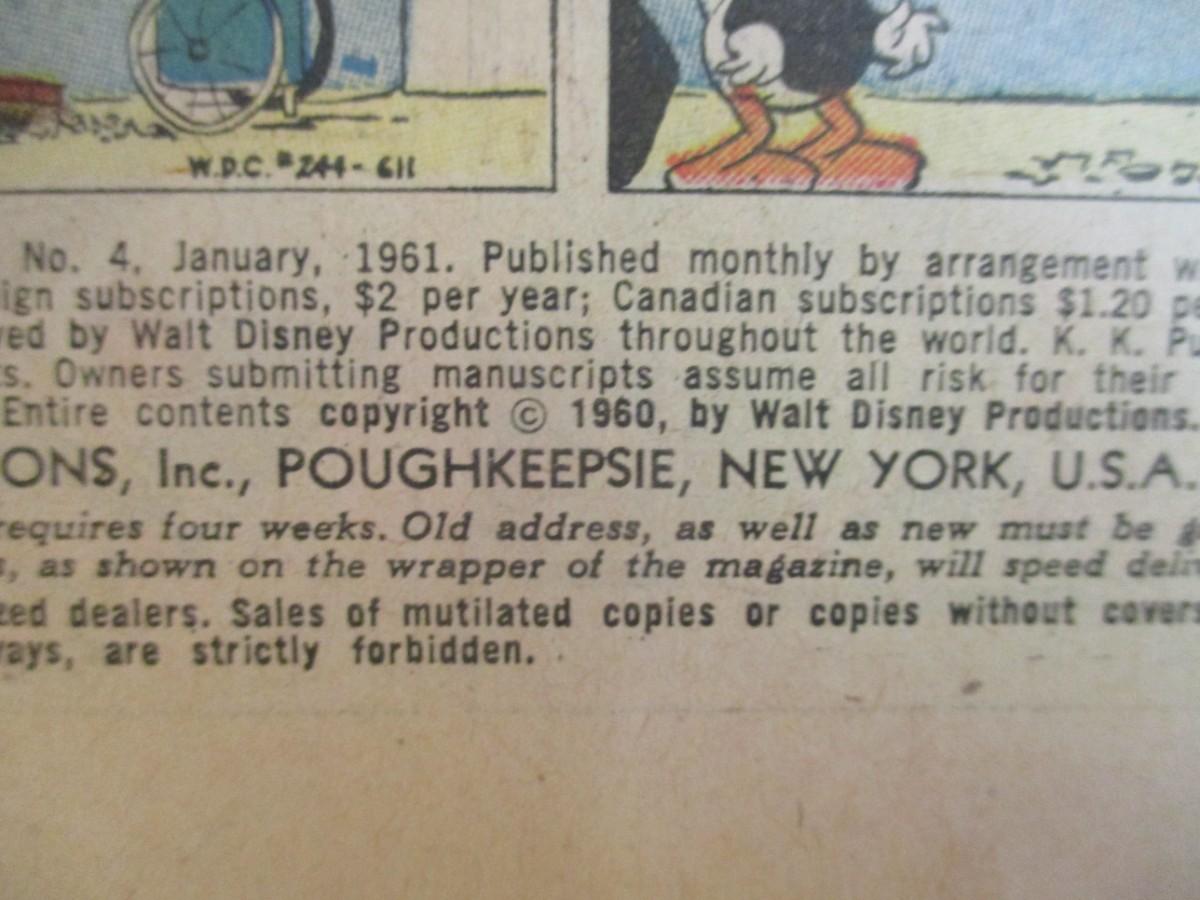 W.D.C. #244-611
No. 4, January, 1961. Published monthly by arrangement
subscriptions, $2 per year; Canadian subscriptions $1.20
by Walt Disney Productions throughout the world. K. K.
Owners submitting manuscripts assume all risk for their
Entire contents copyright © 1960, by Walt Disney Productions.
ONS, Inc., POUGHKEEPSIE, NEW YORK, U.S.A.
requires four weeks. Old address, as well as new must be
as shown on the wrapper of the magazine, will speed
dealers. Sales of mutilated copies or copies without covers
are strictly forbidden.